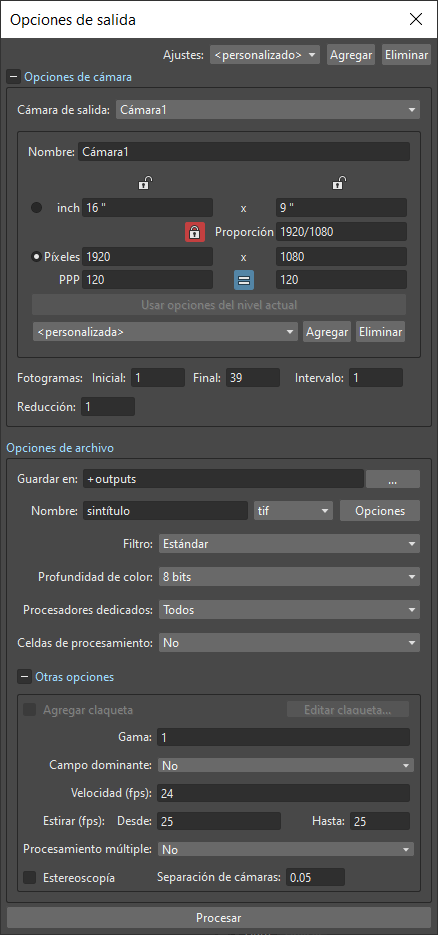 Opciones de salida
Ajustes: <personalizado> Agregar Eliminar
Opciones de cámara
Cámara de salida: Cámara1
Nombre: Cámara1
inch 16 " x 9 "
Proporción 1920/1080
Píxeles 1920 x 1080
PPP 120 120
Usar opciones del nivel actual
<personalizada> Agregar Eliminar
Fotogramas: Inicial: 1 Final: 39 Intervalo: 1
Reducción: 1
Opciones de archivo
Guardar en: +outputs ...
Nombre: sintítulo tif Opciones
Filtro: Estándar
Profundidad de color: 8 bits
Procesadores dedicados: Todos
Celdas de procesamiento: No
Otras opciones
Agregar claqueta Editar claqueta...
Gama: 1
Campo dominante: No
Velocidad (fps): 24
Estirar (fps): Desde: 25 Hasta: 25
Procesamiento múltiple: No
Estereoscopía Separación de cámaras: 0.05
Procesar